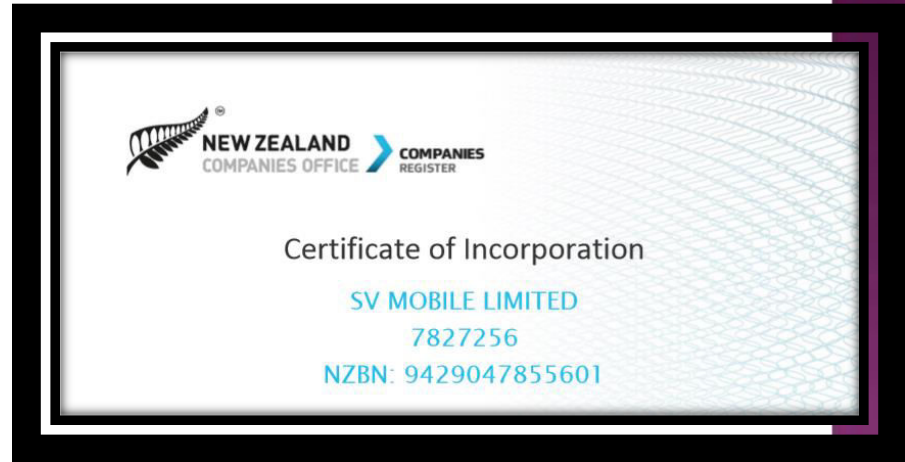 NEW ZEALAND
COMPANIES OFFICE
COMPANIES
REGISTER
Certificate of Incorporation
SV MOBILE LIMITED
7827256
NZBN: 9429047855601